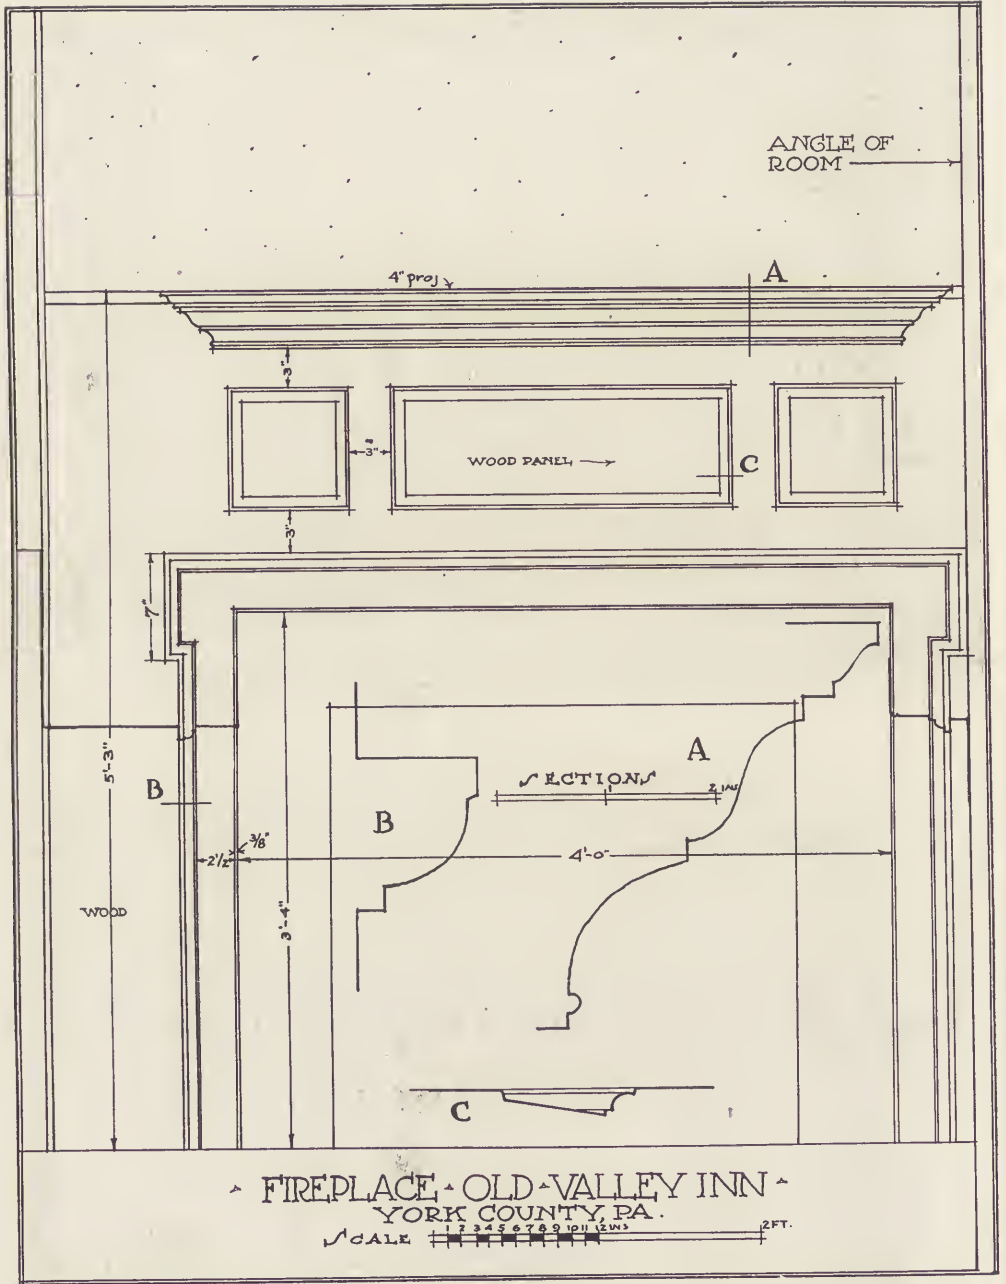 ANGLE OF
ROOM
4" proj
A
3"
3"
WOOD PANEL
C
3"
7"
A
5'-3"
SECTIONS
1
2 INS
B
B
3/8"
2 1/2"
4'-0"
WOOD
3'-4"
C
FIREPLACE · OLD · VALLEY INN
YORK COUNTY, PA.
SCALE 1 2 3 4 5 6 7 8 9 10 11 12 INS 2 FT.